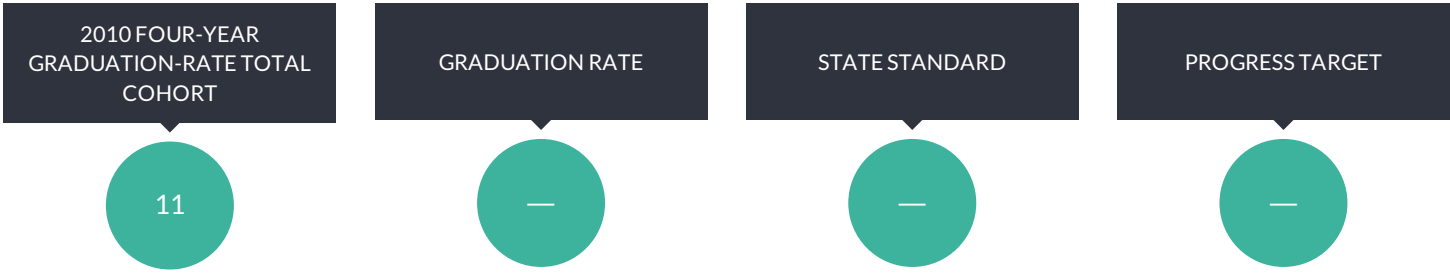 2010 FOUR-YEAR
GRADUATION-RATE TOTAL
COHORT
11
GRADUATION RATE
—
STATE STANDARD
—
PROGRESS TARGET
—